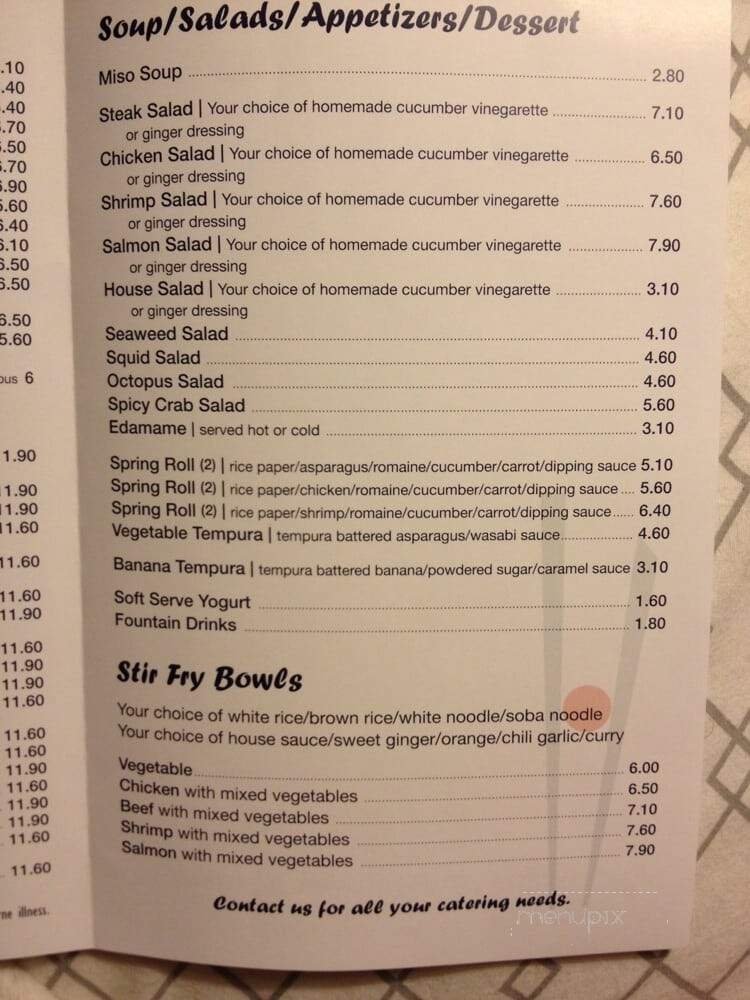 Soup/Salads/Appetizers/Dessert
Miso Soup 2.80
Steak Salad | Your choice of homemade cucumber vinegarette 7.10
or ginger dressing
Chicken Salad | Your choice of homemade cucumber vinegarette 6.50
or ginger dressing
Shrimp Salad | Your choice of homemade cucumber vinegarette 7.60
or ginger dressing
Salmon Salad | Your choice of homemade cucumber vinegarette 7.90
or ginger dressing
House Salad | Your choice of homemade cucumber vinegarette 3.10
or ginger dressing
Seaweed Salad 4.10
Squid Salad 4.60
Octopus Salad 4.60
Spicy Crab Salad 5.60
Edamame | served hot or cold 3.10
Spring Roll (2) | rice paper/asparagus/romaine/cucumber/carrot/dipping sauce 5.10
Spring Roll (2) | rice paper/chicken/romaine/cucumber/carrot/dipping sauce .... 5.60
Spring Roll (2) | rice paper/shrimp/romaine/cucumber/carrot/dipping sauce...... 6.40
Vegetable Tempura | tempura battered asparagus/wasabi sauce 4.60
Banana Tempura | tempura battered banana/powdered sugar/caramel sauce 3.10
Soft Serve Yogurt 1.60
Fountain Drinks 1.80
Stir Fry Bowls
Your choice of white rice/brown rice/white noodle/soba noodle
Your choice of house sauce/sweet ginger/orange/chili garlic/curry
Vegetable 6.00
Chicken with mixed vegetables 6.50
Beef with mixed vegetables 7.10
Shrimp with mixed vegetables 7.60
Salmon with mixed vegetables 7.90
Contact us for all your catering needs.
menupix